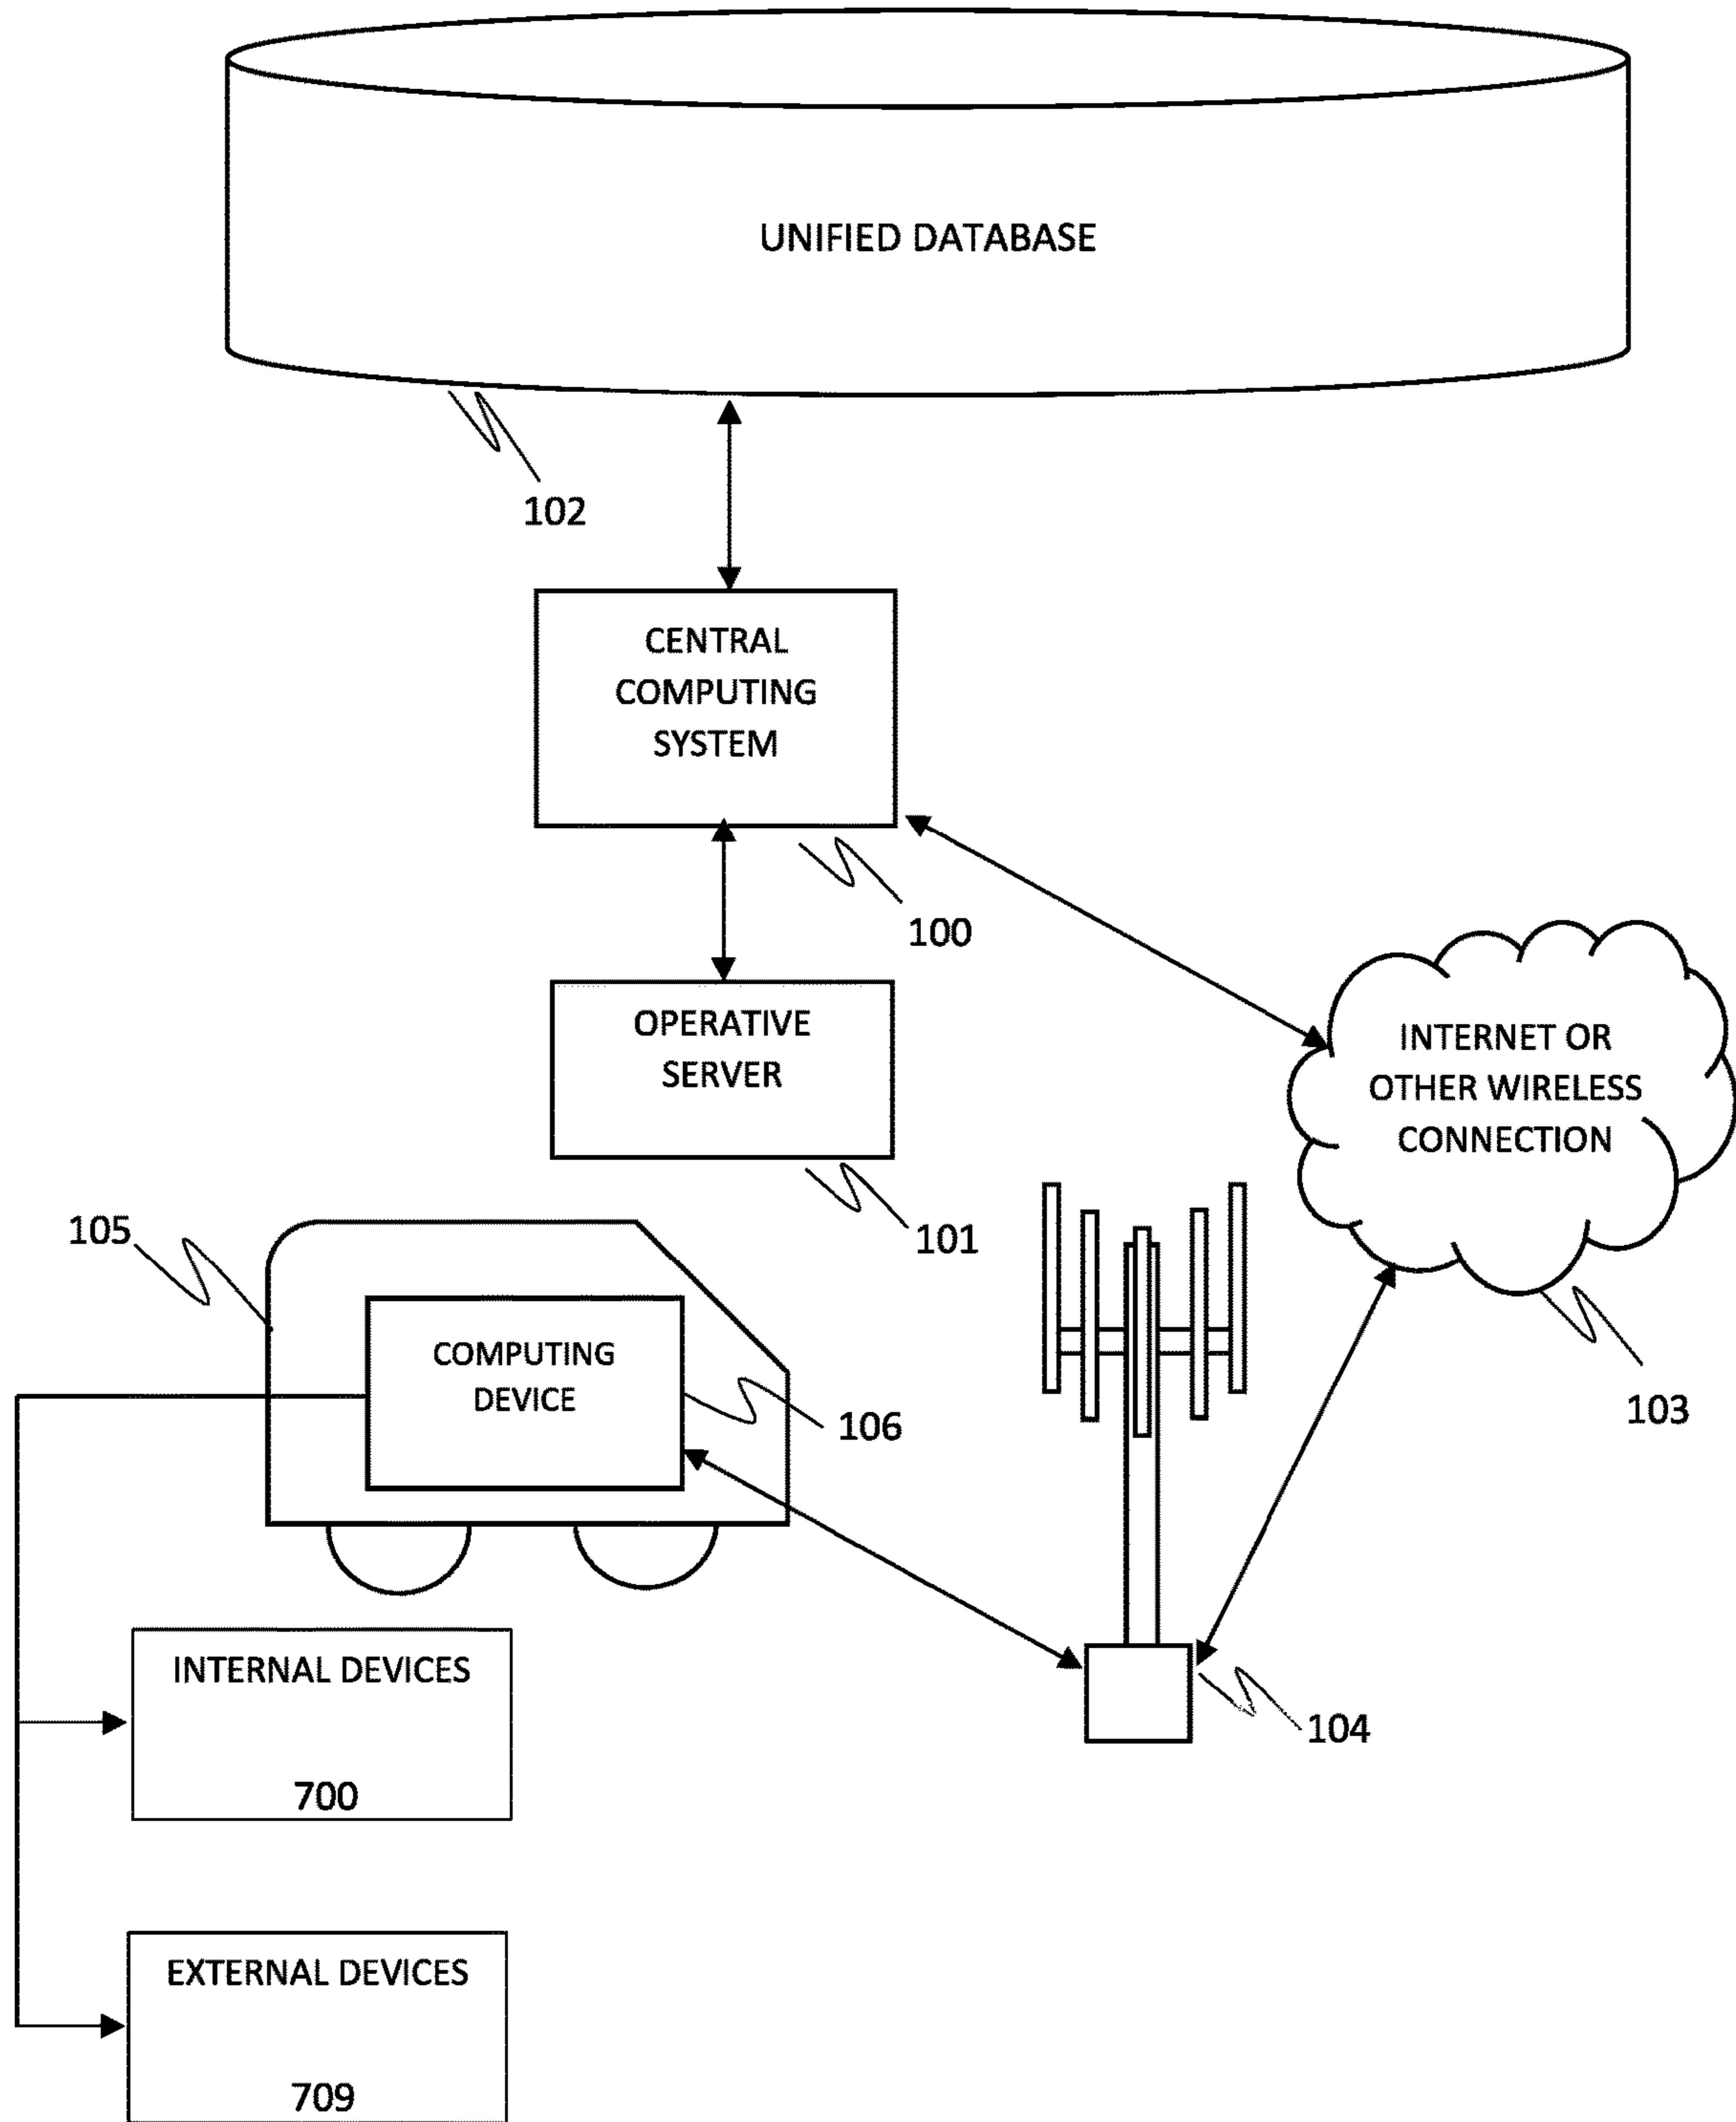 UNIFIED DATABASE
102
CENTRAL
COMPUTING
SYSTEM
100
OPERATIVE
SERVER
101
INTERNET OR
OTHER WIRELESS
CONNECTION
103
105
COMPUTING
DEVICE
106
104
INTERNAL DEVICES
700
EXTERNAL DEVICES
709